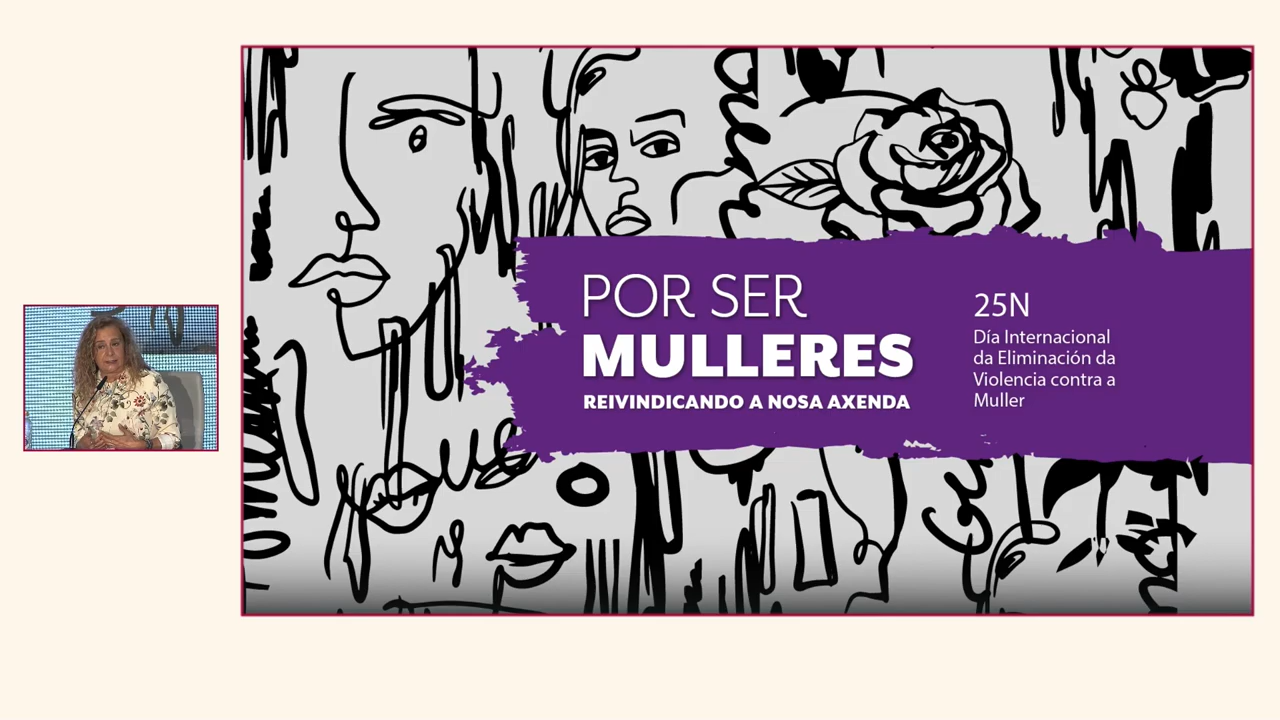 POR SER
MULLERES
REIVINDICANDO A NOSA AXENDA
25N
Día Internacional
da Eliminación da
Violencia contra a
Muller